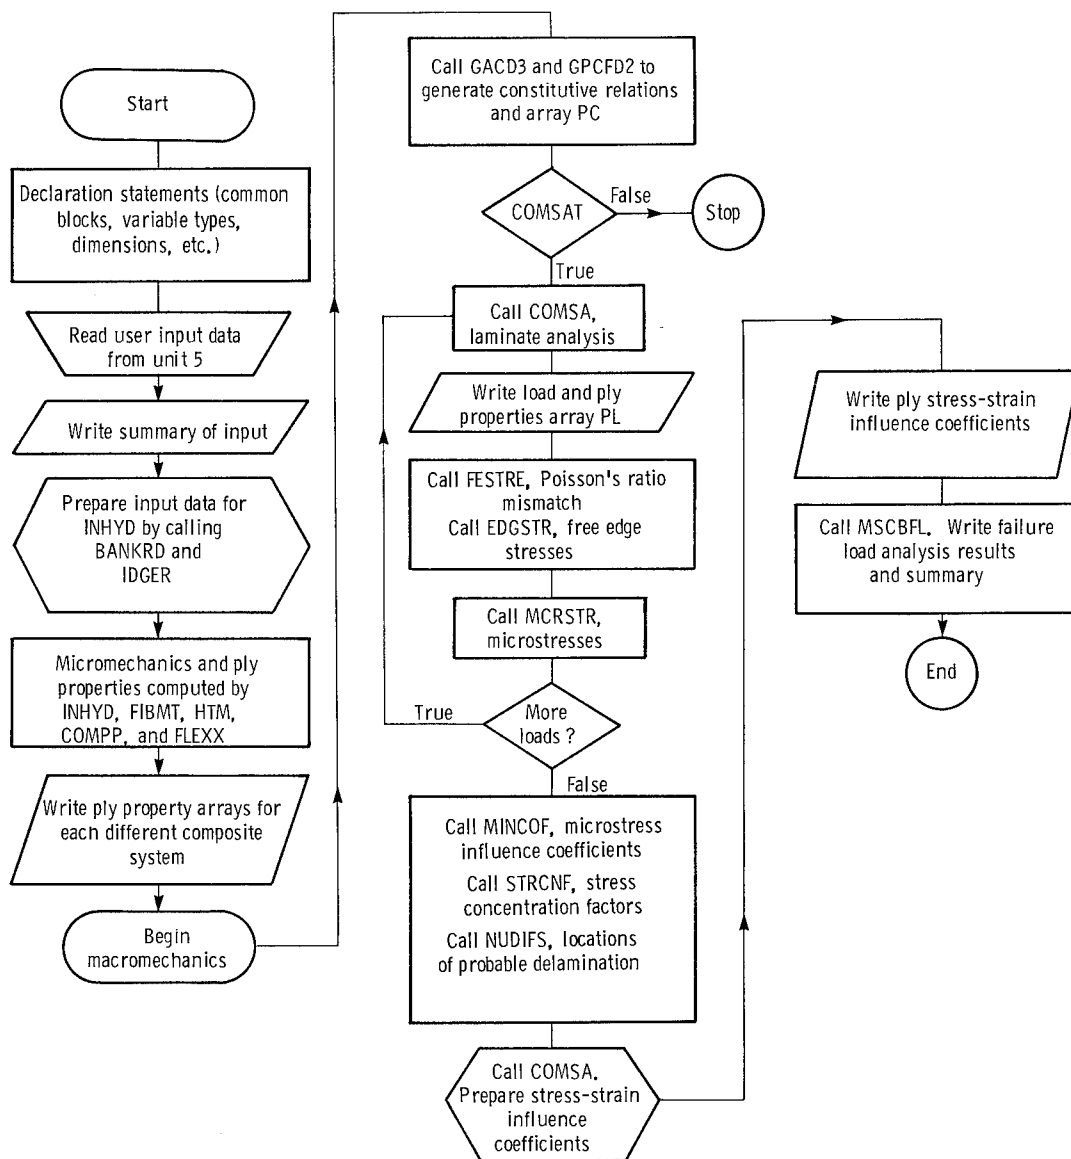 Start
Declaration statements (common
blocks, variable types,
dimensions, etc.)
Read user input data
from unit 5
Write summary of input
Prepare input data for
INHYD by calling
BANKRD and
IDGER
Micromechanics and ply
properties computed by
INHYD, FIBMT, HTM,
COMPP, and FLEXX
Write ply property arrays for
each different composite
system
Begin
macromechanics
Call GACD3 and GPCFD2 to
generate constitutive relations
and array PC
COMSAT
False
Stop
True
Call COMSA,
laminate analysis
Write load and ply
properties array PL
Call FESTRE, Poisson's ratio
mismatch
Call EDGSTR, free edge
stresses
Call MCRSTR,
microstresses
True
More
loads ?
False
Call MINCOF, microstress
influence coefficients
Call STRCNF, stress
concentration factors
Call NUDIFS, locations
of probable delamination
Call COMSA.
Prepare stress-strain
influence
coefficients
Write ply stress-strain
influence coefficients
Call MSCBFL. Write failure
load analysis results
and summary
End